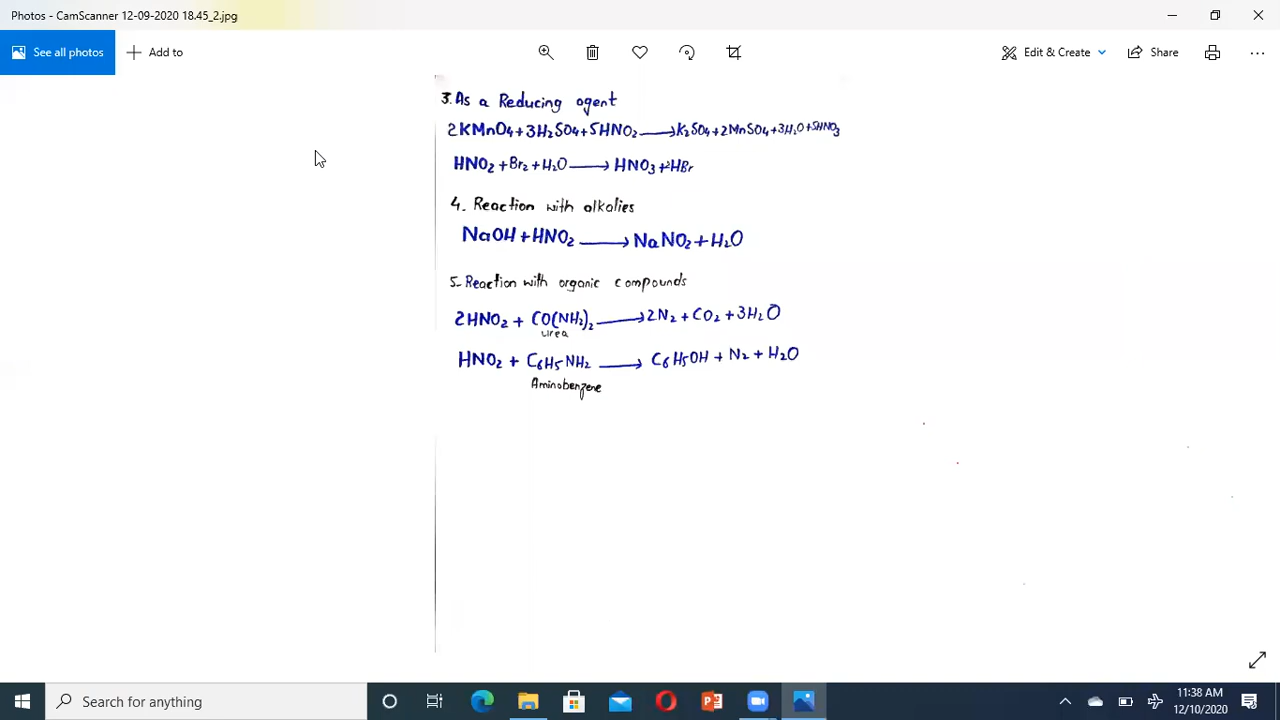 Photos - CamScanner 12-09-2020 18.45_2.jpg
See all photos
Add to
Edit & Create
Share
3. As a Reducing agent
2KMnO₄+3H₂SO₄+5HNO₂⟶K₂SO₄+2MnSO₄+3H₂O+5HNO₃
HNO₂+Br₂+H₂O⟶HNO₃+2HBr
4. Reaction with alkalies
NaOH+HNO₂⟶NaNO₂+H₂O
5- Reaction with organic compounds
2HNO₂ + CO(NH₂)₂⟶2N₂+CO₂+3H₂O
urea
HNO₂ + C₆H₅NH₂⟶C₆H₅OH + N₂ + H₂O
Aminobenzene
Search for anything
11:38 AM
12/10/2020